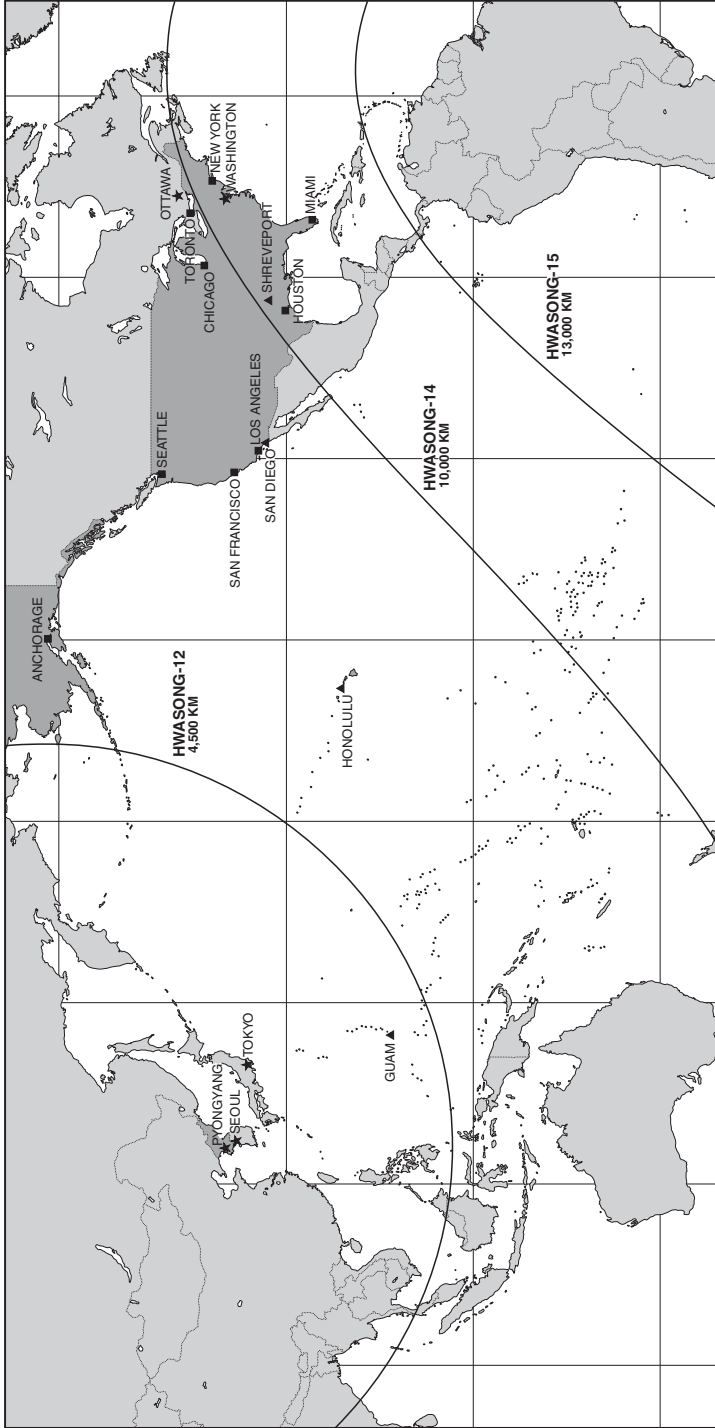 ANCHORAGE
SEATTLE
SAN FRANCISCO
LOS ANGELES
SAN DIEGO
OTTAWA
TORONTO
CHICAGO
NEW YORK
WASHINGTON
SHREVEPORT
HOUSTON
MIAMI
HWASONG-12
4,500 KM
HWASONG-14
10,000 KM
HWASONG-15
13,000 KM
HONOLULU
PYONGYANG
SEOUL
TOKYO
GUAM